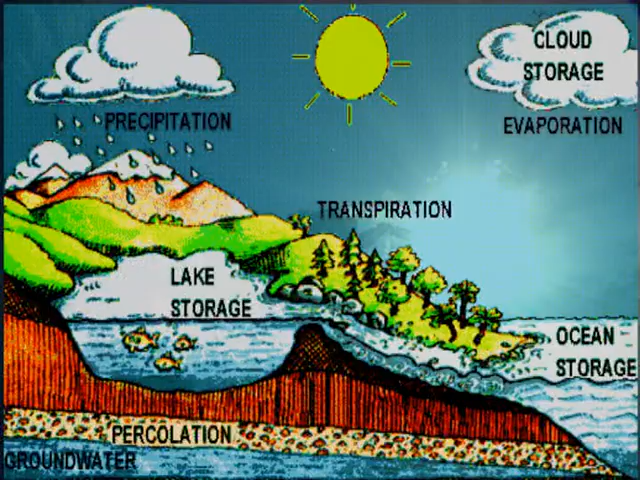 CLOUD
STORAGE
PRECIPITATION
EVAPORATION
TRANSPIRATION
LAKE
STORAGE
OCEAN
STORAGE
PERCOLATION
GROUNDWATER